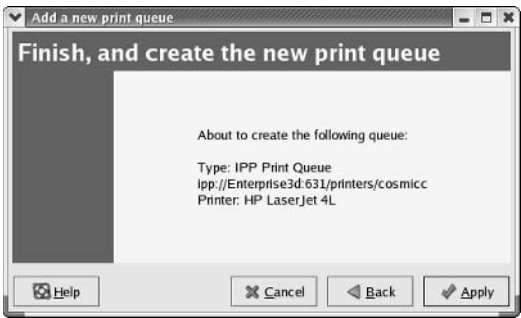 Add a new print queue
Finish, and create the new print queue
About to create the following queue:
Type: IPP Print Queue
ipp://Enterprise3d:631/printers/cosmicc
Printer: HP LaserJet 4L
Help
Cancel
Back
Apply